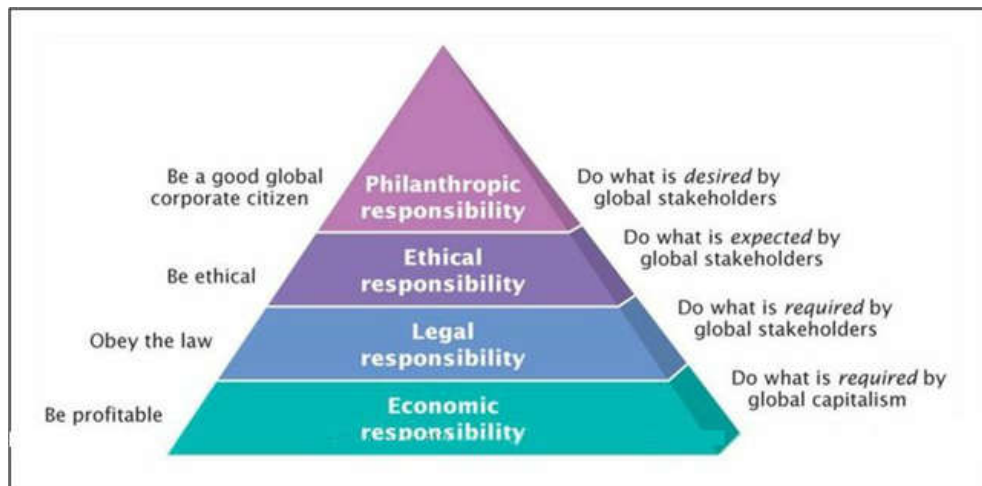 Be a good global
corporate citizen
Philanthropic
responsibility
Do what is desired by
global stakeholders
Be ethical
Ethical
responsibility
Do what is expected by
global stakeholders
Obey the law
Legal
responsibility
Do what is required by
global stakeholders
Be profitable
Economic
responsibility
Do what is required by
global capitalism